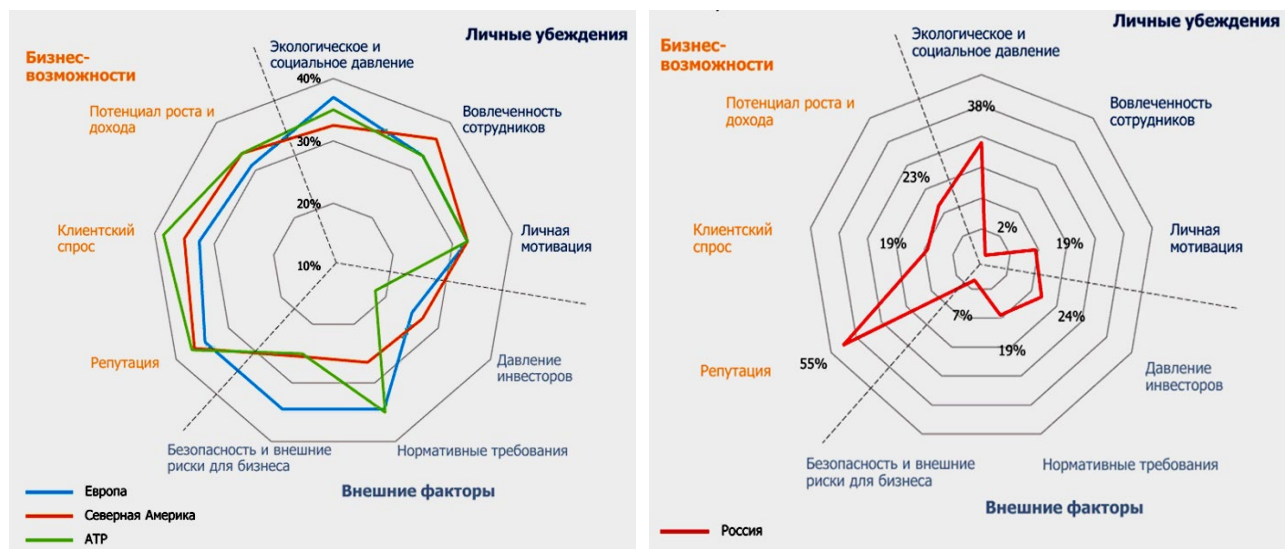 Личные убеждения
Бизнес-
возможности
Экологическое и
социальное давление
40%
Потенциал роста и
дохода
Вовлеченность
сотрудников
30%
20%
Клиентский
спрос
Личная
мотивация
10%
Репутация
Давление
инвесторов
Безопасность и внешние
риски для бизнеса
Нормативные требования
Внешние факторы
Европа
Северная Америка
АТР
Личные убеждения
Бизнес-
возможности
Экологическое и
социальное давление
Потенциал роста и
дохода
38%
Вовлеченность
сотрудников
23%
Клиентский
спрос
19%
2%
19%
Личная
мотивация
7%
24%
19%
55%
Репутация
Давление
инвесторов
Безопасность и внешние
риски для бизнеса
Нормативные требования
Внешние факторы
Россия